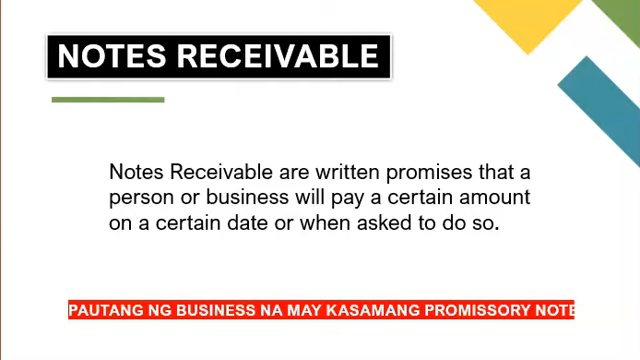 NOTES RECEIVABLE
Notes Receivable are written promises that a
person or business will pay a certain amount
on a certain date or when asked to do so.
PAUTANG NG BUSINESS NA MAY KASAMANG PROMISSORY NOTE